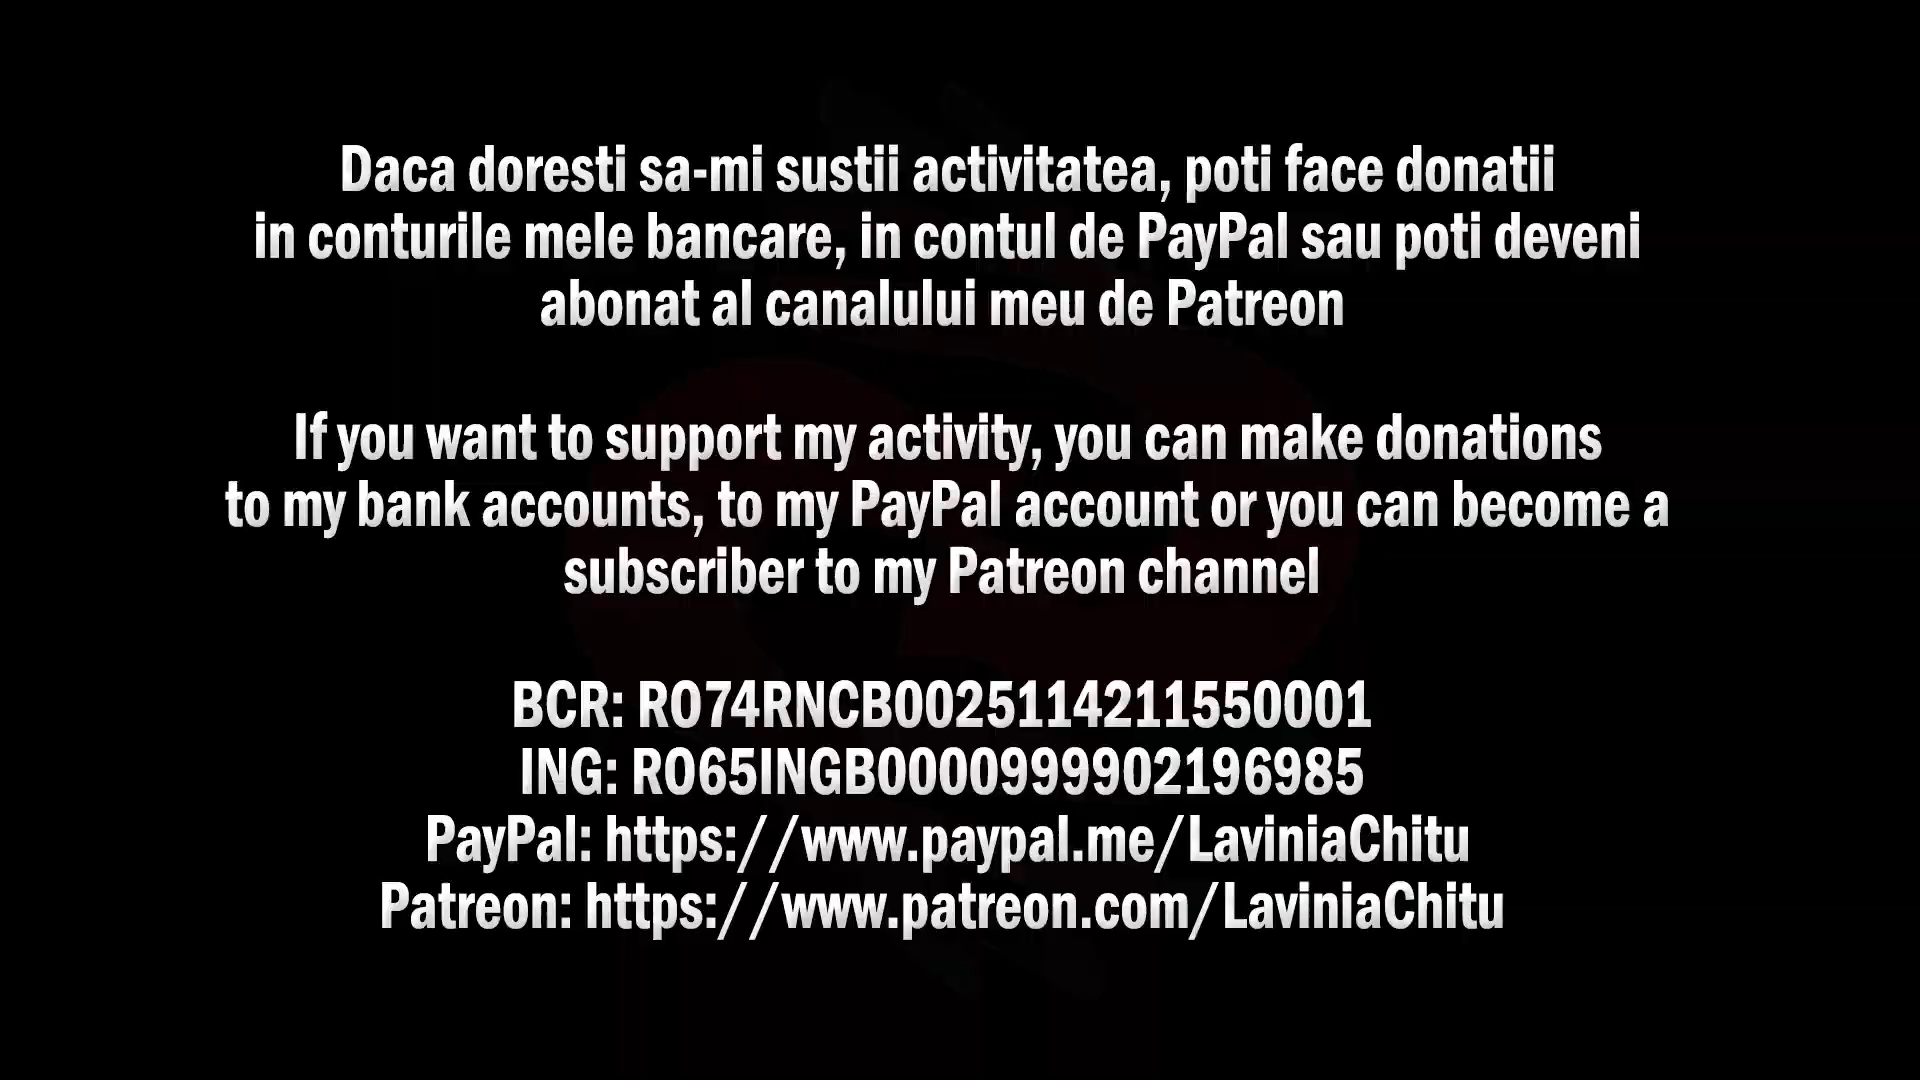 Daca doresti sa-mi sustii activitatea, poti face donatii
in conturile mele bancare, in contul de PayPal sau poti deveni
abonat al canalului meu de Patreon
If you want to support my activity, you can make donations
to my bank accounts, to my PayPal account or you can become a
subscriber to my Patreon channel
BCR: RO74RNCB0025114211550001
ING: RO65INGB0000999902196985
PayPal: https://www.paypal.me/LaviniaChitu
Patreon: https://www.patreon.com/LaviniaChitu